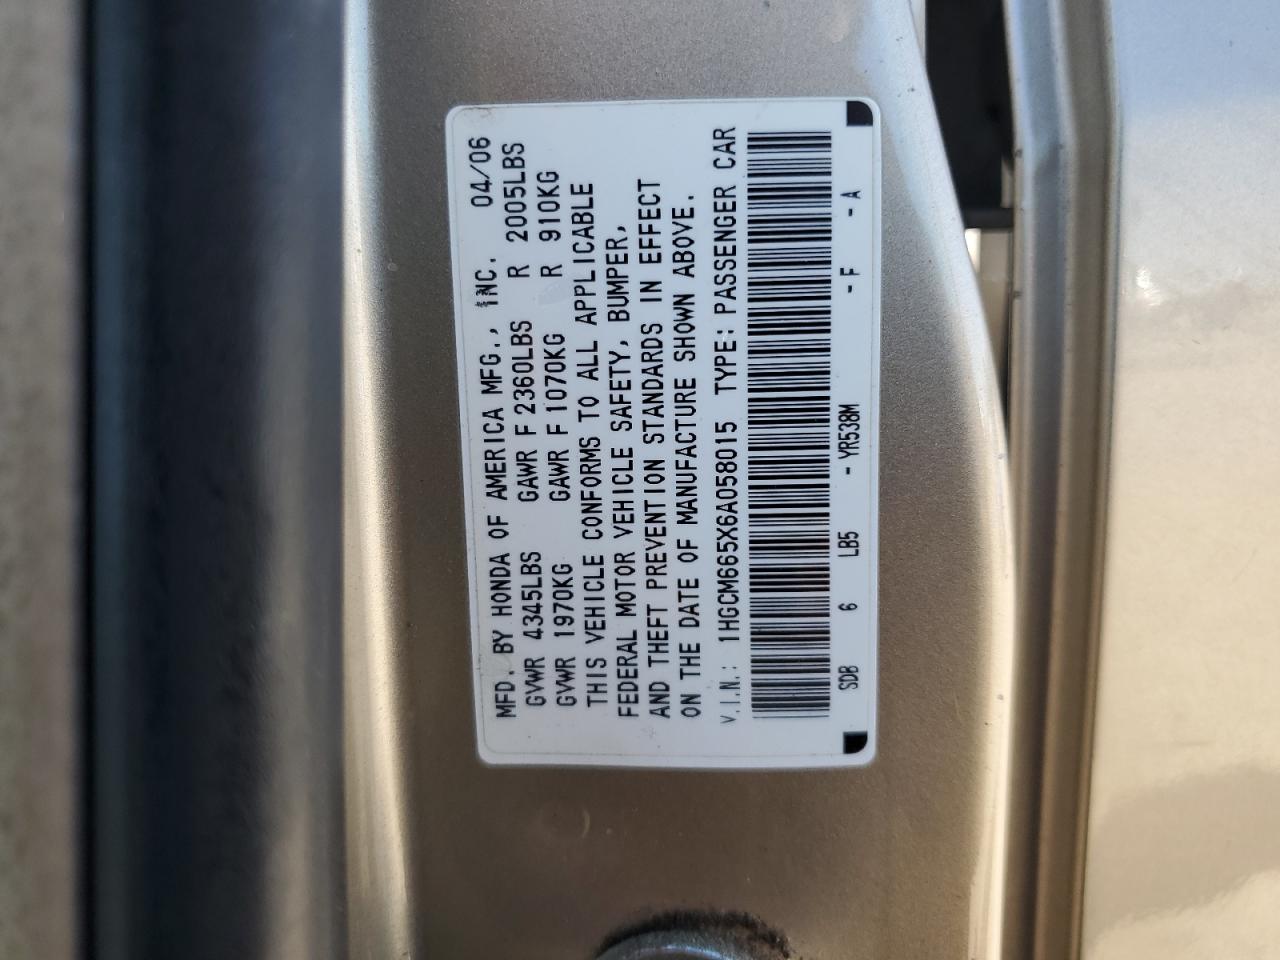 MFD. BY HONDA OF AMERICA MFG., INC. 04/06
GVWR 4345LBS GAWR F 2360LBS R 2005LBS
GVWR 1970KG GAWR F 1070KG R 910KG
THIS VEHICLE CONFORMS TO ALL APPLICABLE
FEDERAL MOTOR VEHICLE SAFETY, BUMPER,
AND THEFT PREVENTION STANDARDS IN EFFECT
ON THE DATE OF MANUFACTURE SHOWN ABOVE.
V.I.N.: 1HGCM665X6A058015 TYPE: PASSENGER CAR
SDB 6 LB5 - YR538M - F - A